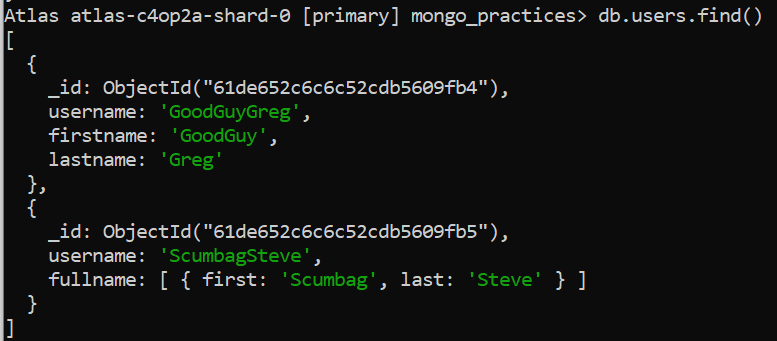 Atlas atlas-c4op2a-shard-0 [primary] mongo_practices> db.users.find()
[
  {
    _id: ObjectId("61de652c6c6c52cdb5609fb4"),
    username: 'GoodGuyGreg',
    firstname: 'GoodGuy',
    lastname: 'Greg'
  },
  {
    _id: ObjectId("61de652c6c6c52cdb5609fb5"),
    username: 'ScumbagSteve',
    fullname: [ { first: 'Scumbag', last: 'Steve' } ]
  }
]